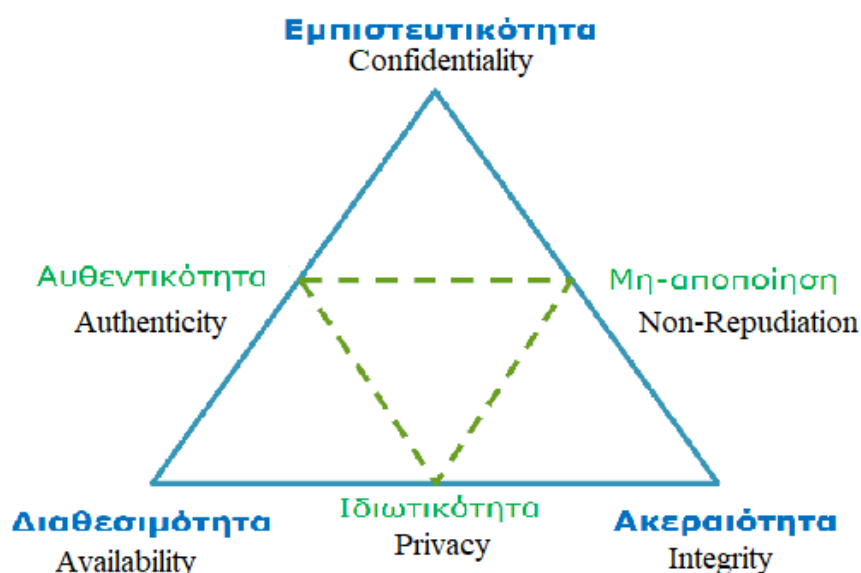 Εμπιστευτικότητα
Confidentiality
Αυθεντικότητα
Authenticity
Μη-αποποίηση
Non-Repudiation
Διαθεσιμότητα
Availability
Ιδιωτικότητα
Privacy
Ακεραιότητα
Integrity